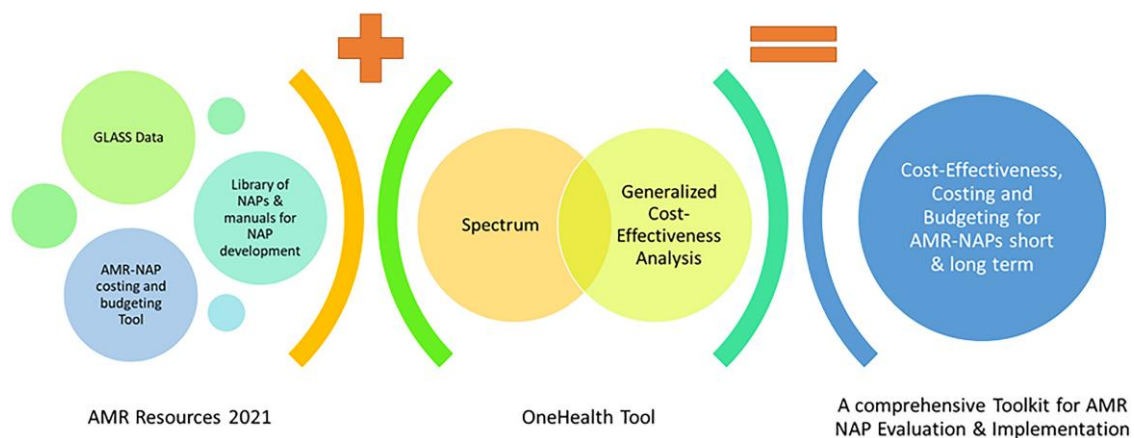 GLASS Data
Library of
NAPs &
manuals for
NAP
development
AMR-NAP
costing and
budgeting
Tool
AMR Resources 2021
Spectrum
Generalized
Cost-
Effectiveness
Analysis
OneHealth Tool
Cost-Effectiveness,
Costing and
Budgeting for
AMR-NAPs short
& long term
A comprehensive Toolkit for AMR
NAP Evaluation & Implementation